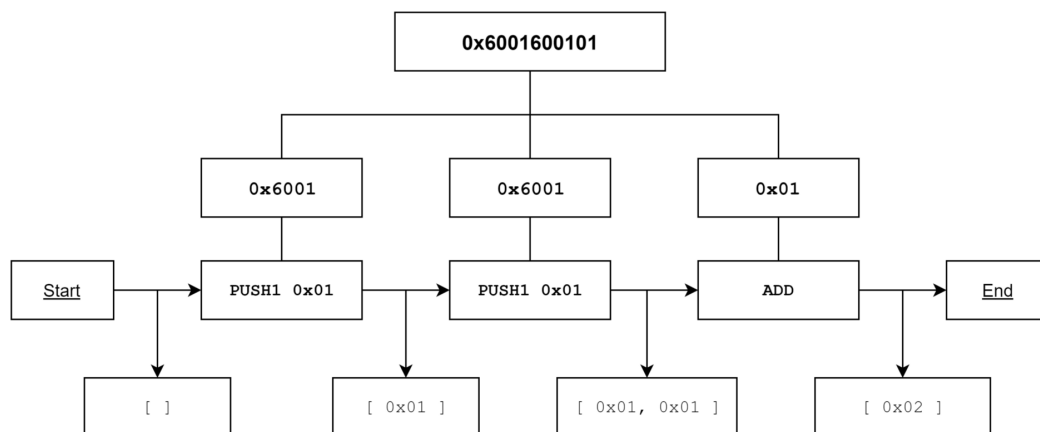 0x6001600101
0x6001
0x6001
0x01
Start
PUSH1 0x01
PUSH1 0x01
ADD
End
[ ]
[ 0x01 ]
[ 0x01, 0x01 ]
[ 0x02 ]